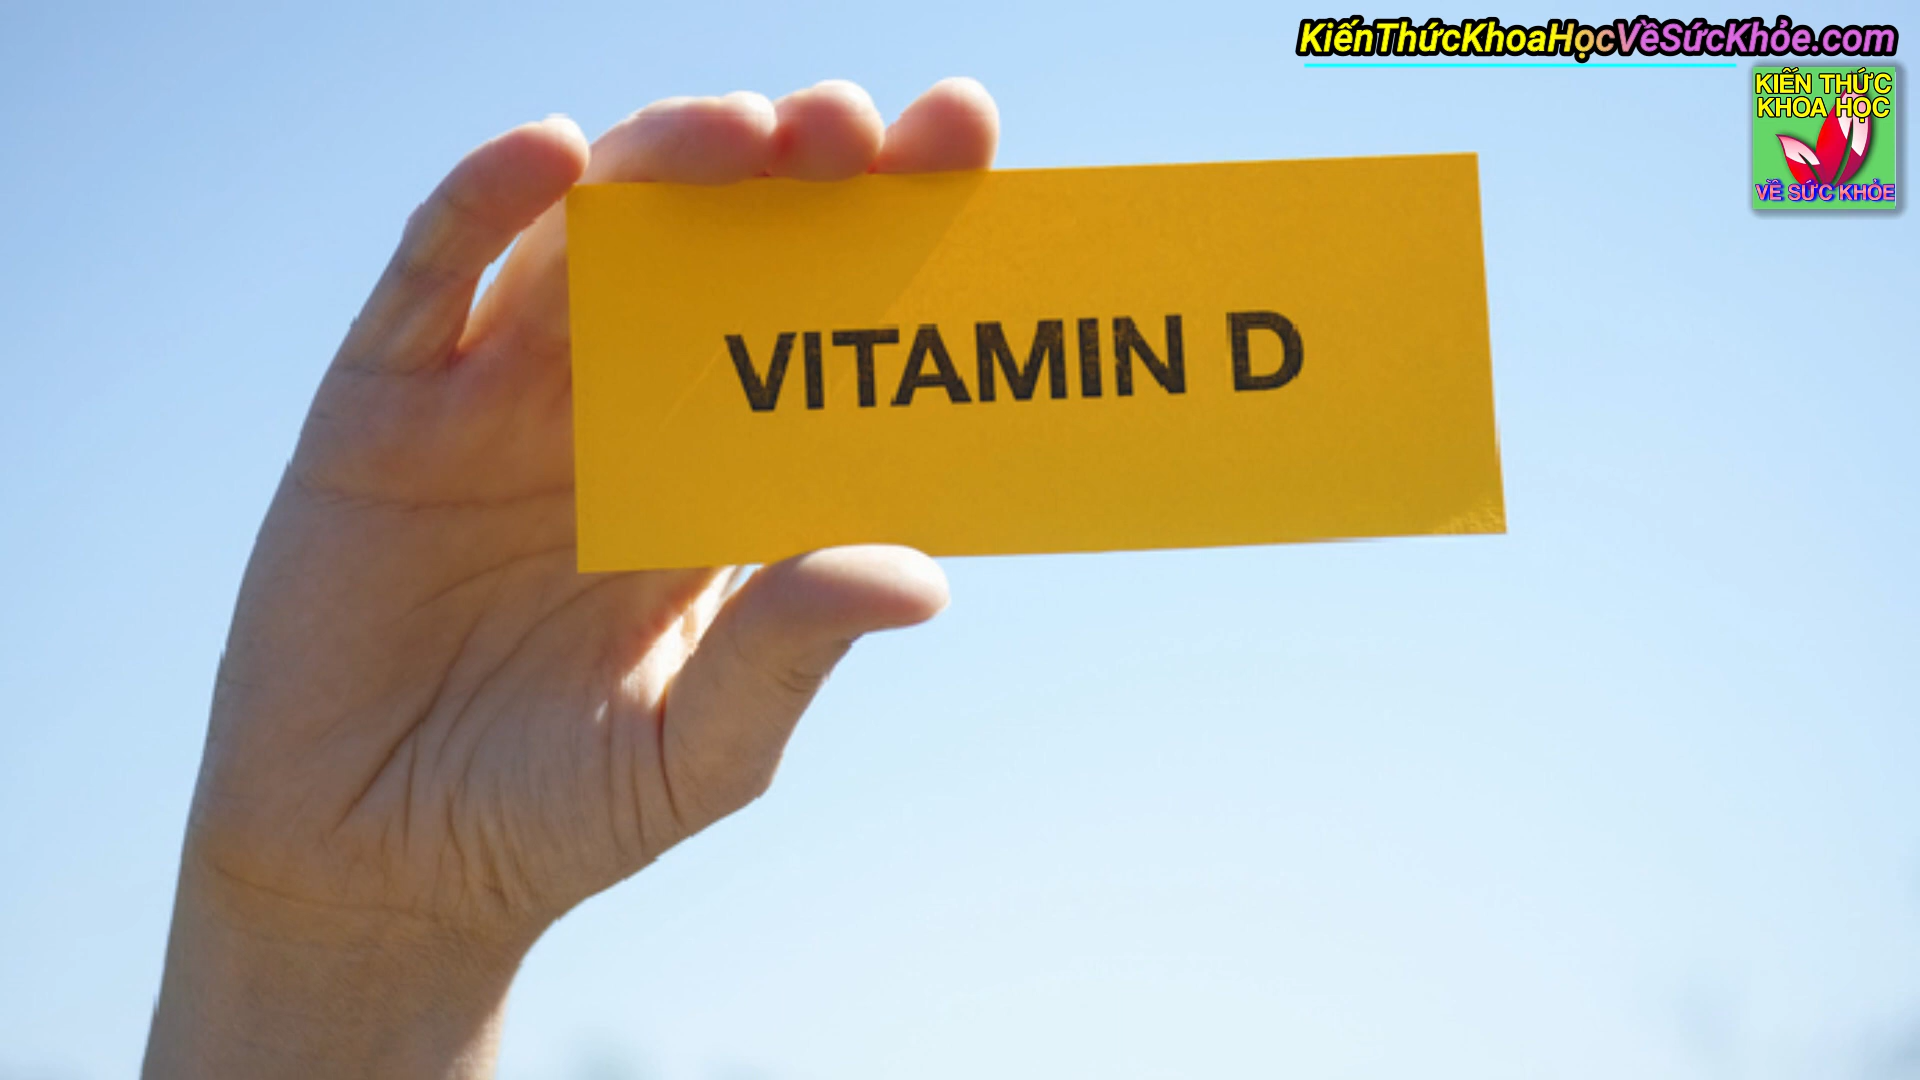 KiếnThứcKhoaHọcVềSứcKhỏe.com
KIẾN THỨC
KHOA HỌC
VỀ SỨC KHỎE
VITAMIN D